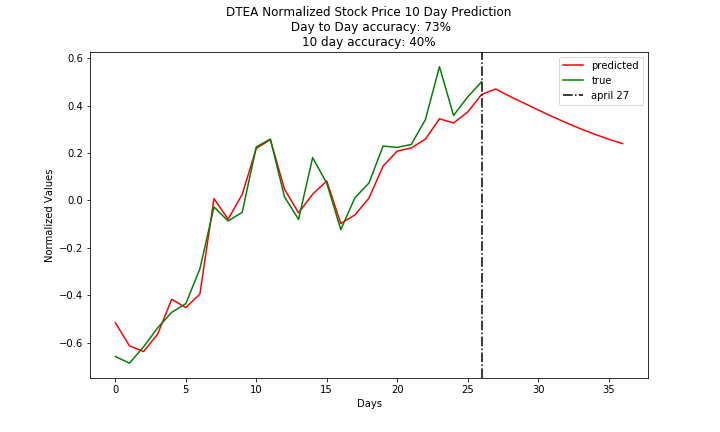 DTEA Normalized Stock Price 10 Day Prediction
Day to Day accuracy: 73%
10 day accuracy: 40%
predicted
true
april 27
Normalized Values
0.6
0.4
0.2
0.0
−0.2
−0.4
−0.6
0 5 10 15 20 25 30 35
Days